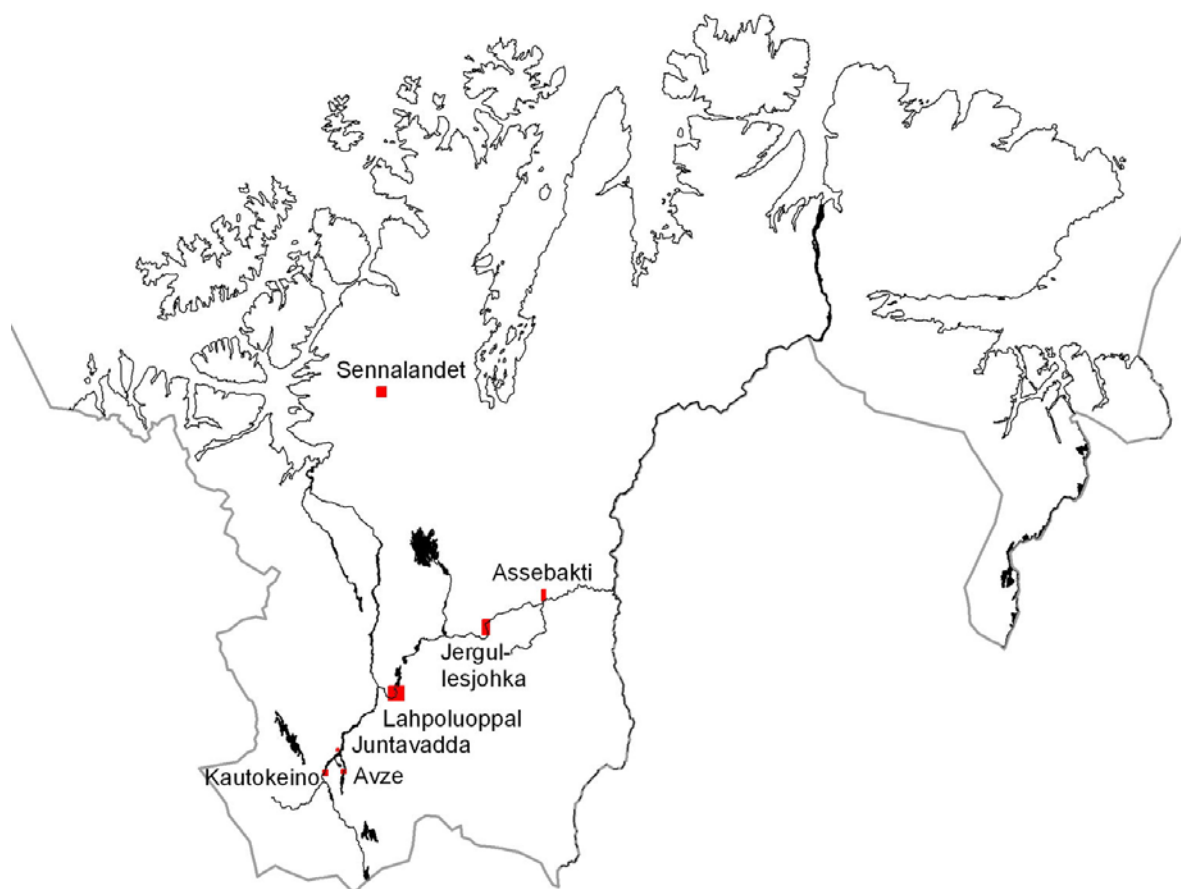 Sennalandet
Assebakti
Jergul-
lesjohka
Lahpoluoppal
Juntavadda
Kautokeino
Avze